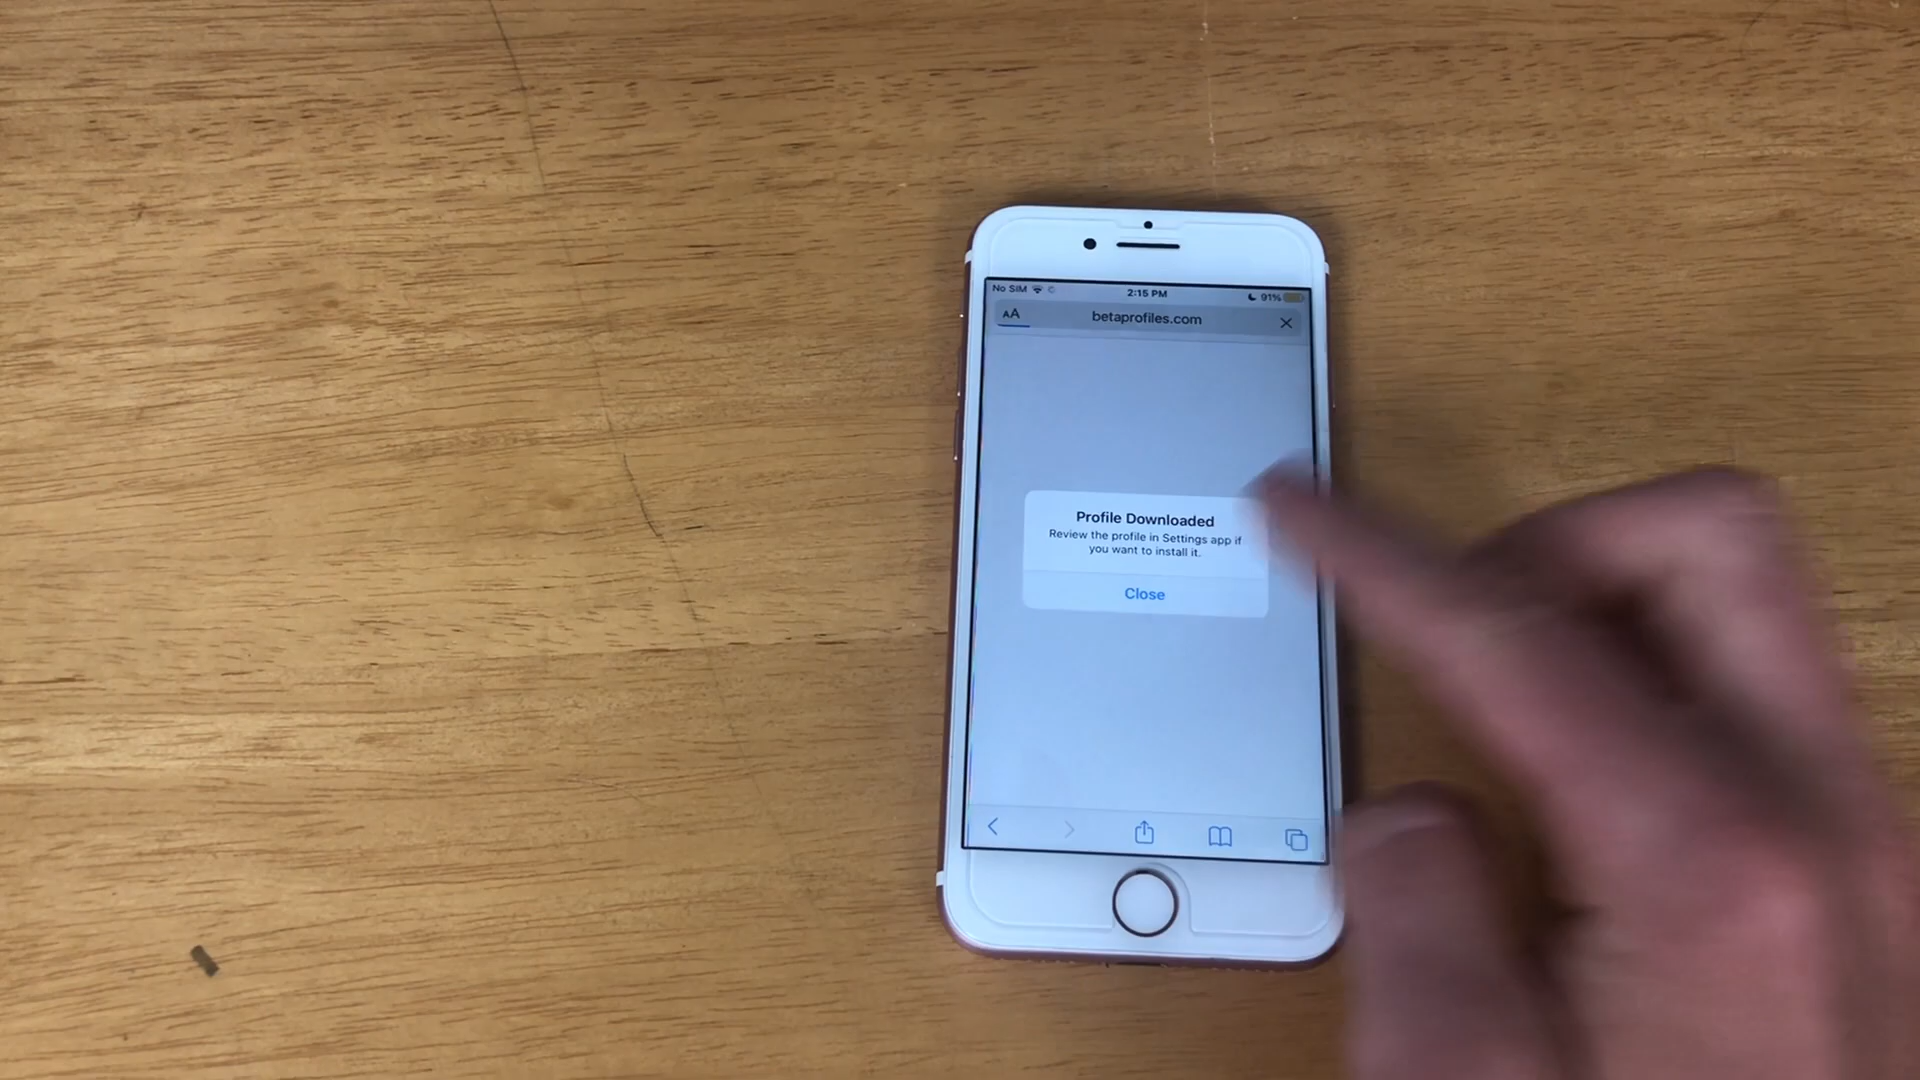 No SIM 2:15 PM 91%
AA betaprofiles.com
Profile Downloaded
Review the profile in Settings app if
you want to install it.
Close